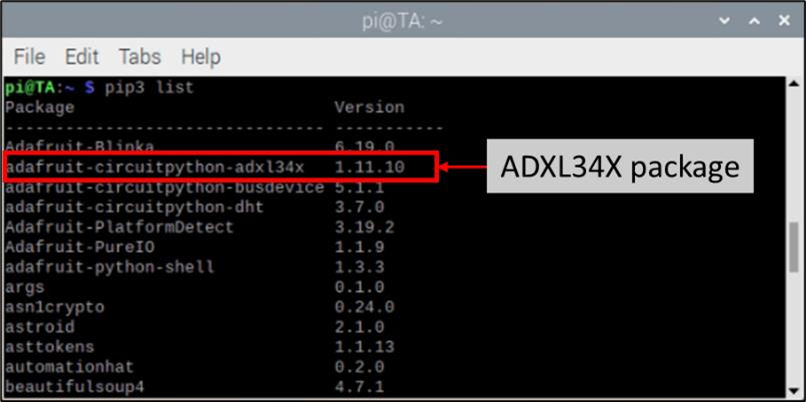 pi@TA: ~
File Edit Tabs Help
pi@TA:~ $ pip3 list
Package Version
-------------------------------- -----------
Adafruit-Blinka 6.19.0
adafruit-circuitpython-adxl34x 1.11.10
ADXL34X package
adafruit-circuitpython-busdevice 5.1.1
adafruit-circuitpython-dht 3.7.0
Adafruit-PlatformDetect 3.19.2
Adafruit-PureIO 1.1.9
adafruit-python-shell 1.3.3
args 0.1.0
asn1crypto 0.24.0
astroid 2.1.0
asttokens 1.1.13
automationhat 0.2.0
beautifulsoup4 4.7.1